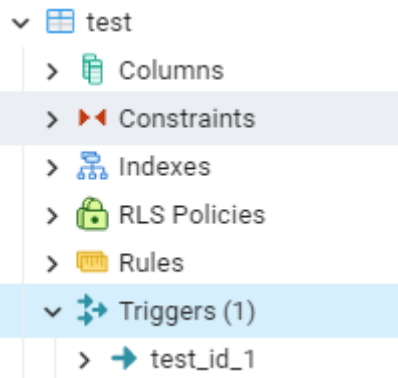 test
Columns
Constraints
Indexes
RLS Policies
Rules
Triggers (1)
test_id_1